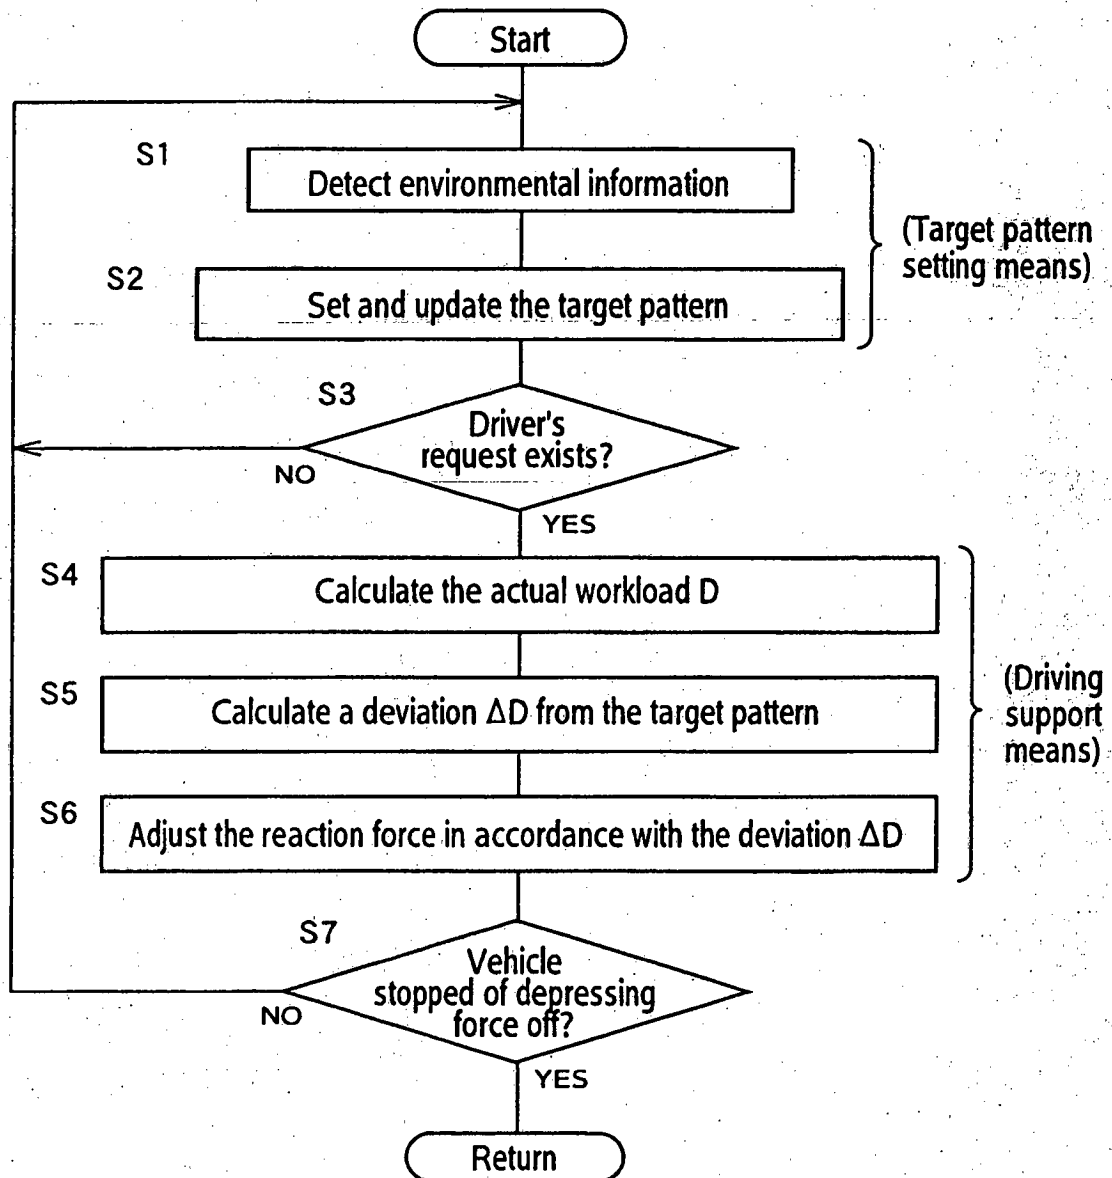 Start
S1
Detect environmental information
(Target pattern
setting means)
S2
Set and update the target pattern
S3
Driver's
request exists?
NO
YES
S4
Calculate the actual workload D
S5
Calculate a deviation ΔD from the target pattern
(Driving
support
means)
S6
Adjust the reaction force in accordance with the deviation ΔD
S7
Vehicle
stopped of depressing
force off?
NO
YES
Return